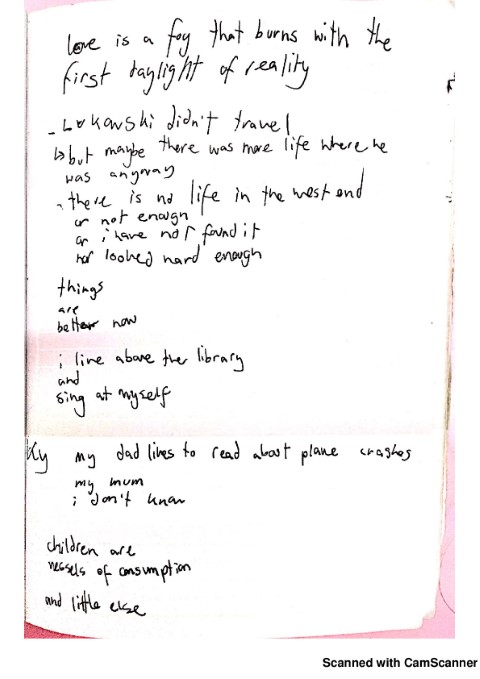 love is a fog that burns with the
first daylight of reality
- Bukowski didn't travel
↳ but maybe there was more life where he
was anyway
- there is no life in the west end
or not enough
or i have not found it
nor looked hard enough
things
are
better now
i live above the library
and
sing at myself
my dad likes to read about plane crashes
my mum
i don't know
children are
vessels of consumption
and little else
Scanned with CamScanner